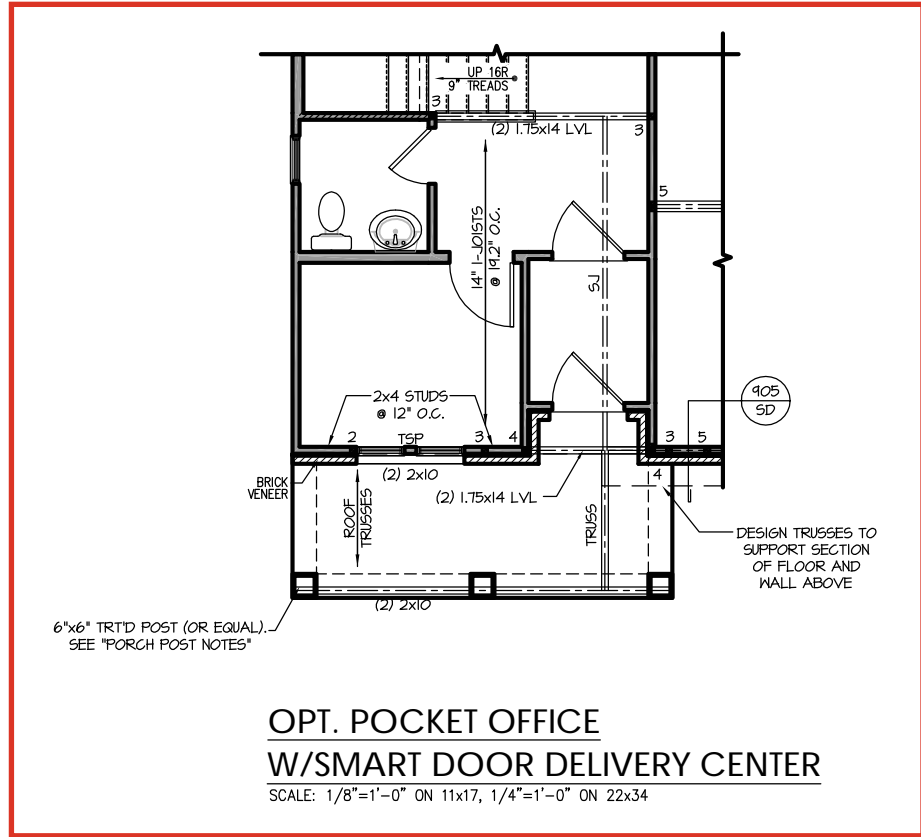 UP 16R
9" TREADS
3
(2) 1.75x14 LVL
3
5
14" I-JOISTS
@ 19.2" O.C.
SJ
2x4 STUDS
@ 12" O.C.
905
SD
2
TSP
3
4
3
5
BRICK
VENEER
(2) 2x10
(2) 1.75x14 LVL
4
ROOF
TRUSSES
TRUSS
DESIGN TRUSSES TO
SUPPORT SECTION
OF FLOOR AND
WALL ABOVE
(2) 2x10
6"x6" TRT'D POST (OR EQUAL).
SEE "PORCH POST NOTES"
OPT. POCKET OFFICE
W/SMART DOOR DELIVERY CENTER
SCALE: 1/8"=1'-0" ON 11x17, 1/4"=1'-0" ON 22x34